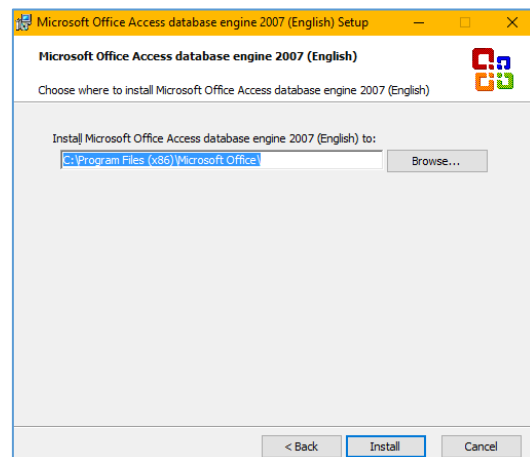 Microsoft Office Access database engine 2007 (English) Setup
Microsoft Office Access database engine 2007 (English)
Choose where to install Microsoft Office Access database engine 2007 (English)
Install Microsoft Office Access database engine 2007 (English) to:
C:\Program Files (x86)\Microsoft Office\
Browse...
< Back Install Cancel